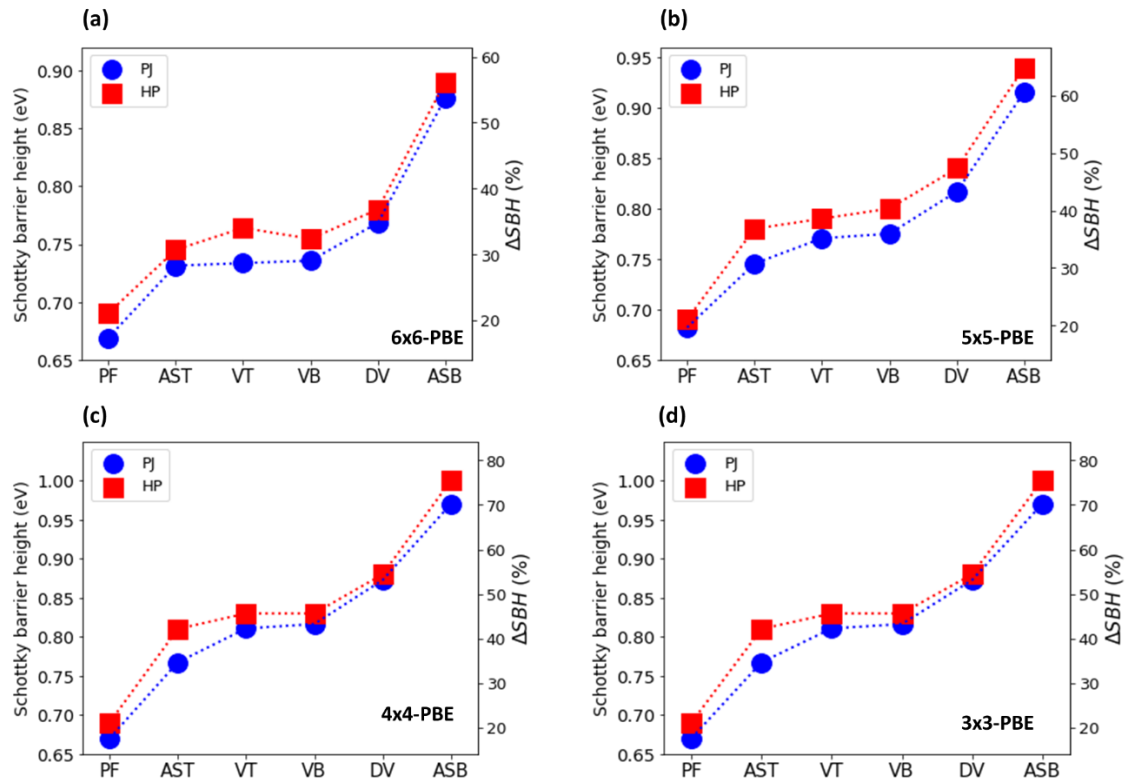 (a)
PJ
HP
0.90
0.85
0.80
0.75
0.70
0.65
Schottky barrier height (eV)
60
50
40
30
20
ΔSBH (%)
6x6-PBE
PF AST VT VB DV ASB
(b)
PJ
HP
0.95
0.90
0.85
0.80
0.75
0.70
0.65
Schottky barrier height (eV)
60
50
40
30
20
ΔSBH (%)
5x5-PBE
PF AST VT VB DV ASB
(c)
PJ
HP
1.00
0.95
0.90
0.85
0.80
0.75
0.70
0.65
Schottky barrier height (eV)
80
70
60
50
40
30
20
ΔSBH (%)
4x4-PBE
PF AST VT VB DV ASB
(d)
PJ
HP
1.00
0.95
0.90
0.85
0.80
0.75
0.70
0.65
Schottky barrier height (eV)
80
70
60
50
40
30
20
ΔSBH (%)
3x3-PBE
PF AST VT VB DV ASB